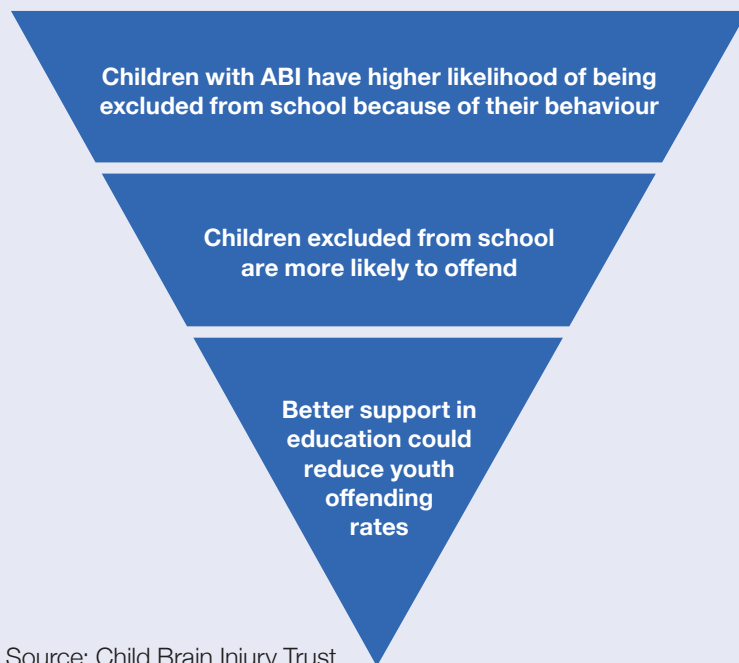 Children with ABI have higher likelihood of being
excluded from school because of their behaviour
Children excluded from school
are more likely to offend
Better support in
education could
reduce youth
offending
rates
Source: Child Brain Injury Trust